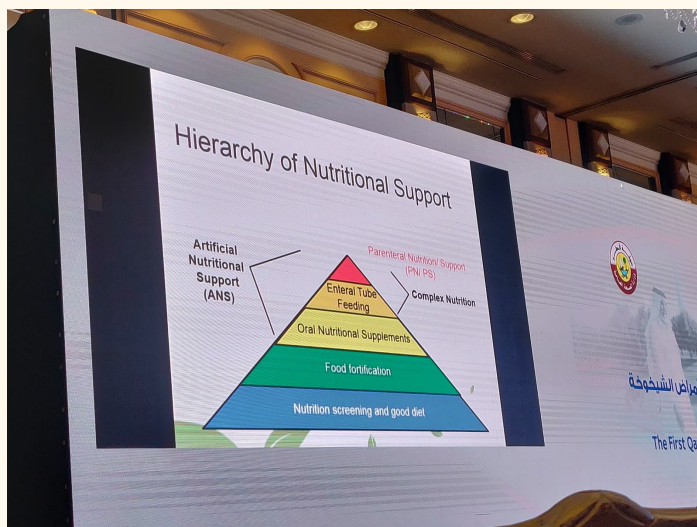 Hierarchy of Nutritional Support
Artificial
Nutritional
Support
(ANS)
Parenteral Nutrition/ Support
(PN/ PS)
Complex Nutrition
Enteral Tube
Feeding
Oral Nutritional Supplements
Food fortification
Nutrition screening and good diet
الشيخوخة
The First